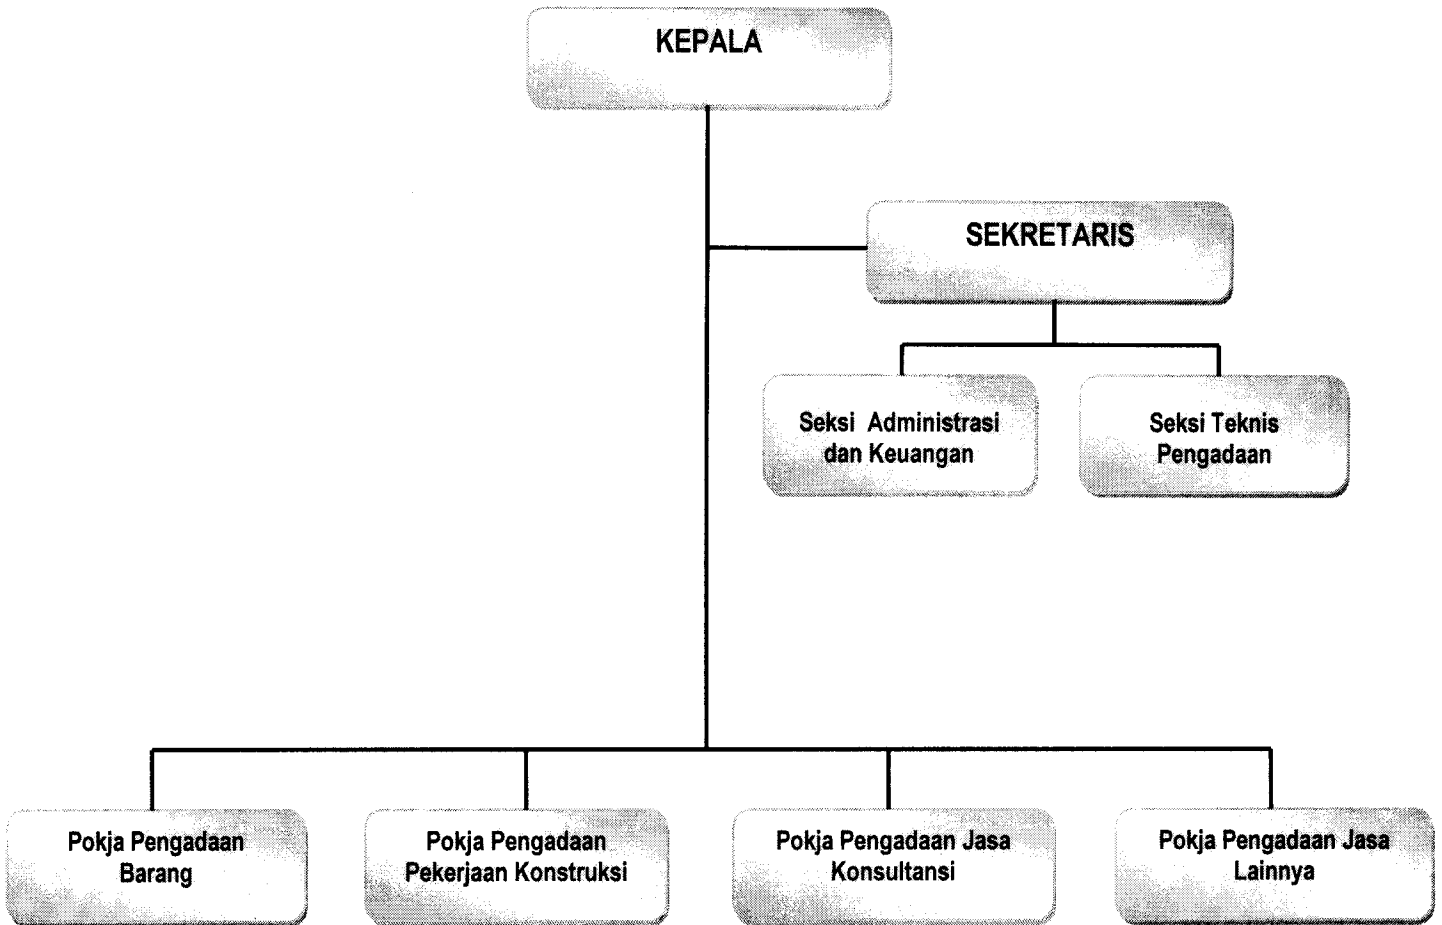 KEPALA
SEKRETARIS
Seksi Administrasi
dan Keuangan
Seksi Teknis
Pengadaan
Pokja Pengadaan
Barang
Pokja Pengadaan
Pekerjaan Konstruksi
Pokja Pengadaan Jasa
Konsultansi
Pokja Pengadaan Jasa
Lainnya